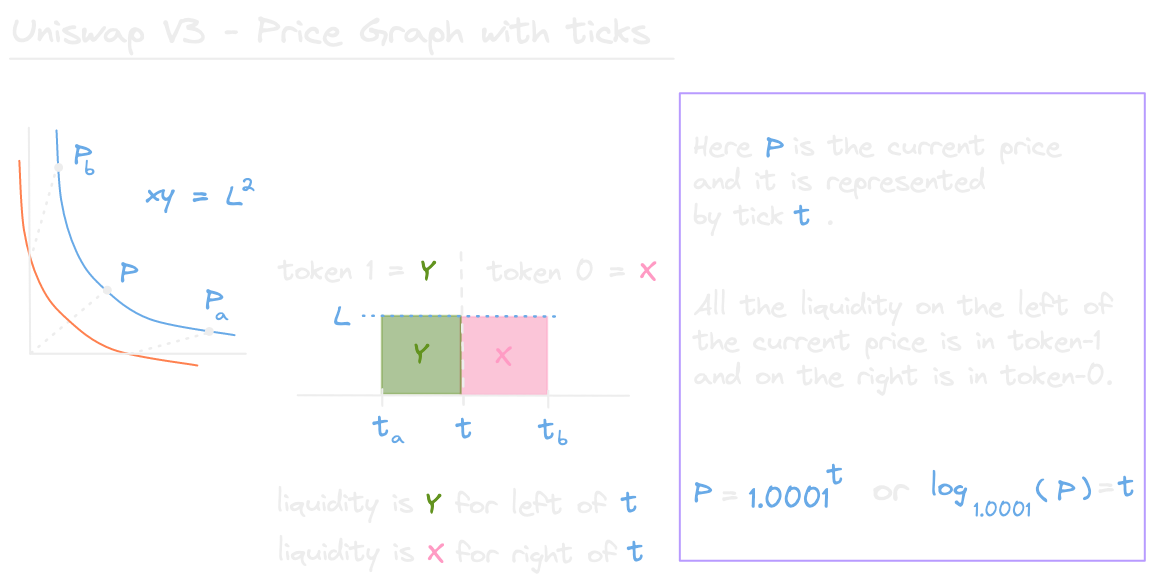 Uniswap V3 - Price Graph with ticks
P_b
xy = L²
P
P_a
token 1 = Y
token 0 = X
L
Y
X
t_a
t
t_b
liquidity is Y for left of t
liquidity is X for right of t
Here P is the current price
and it is represented
by tick t .
All the liquidity on the left of
the current price is in token-1
and on the right is in token-0.
P = 1.0001^t or log_1.0001(P)=t